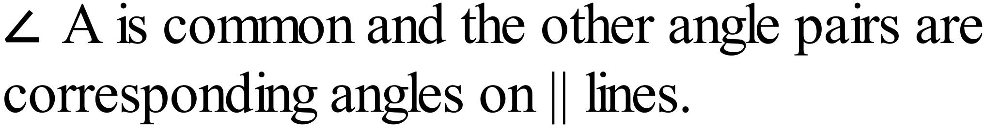 ∠ A is common and the other angle pairs are
corresponding angles on || lines.